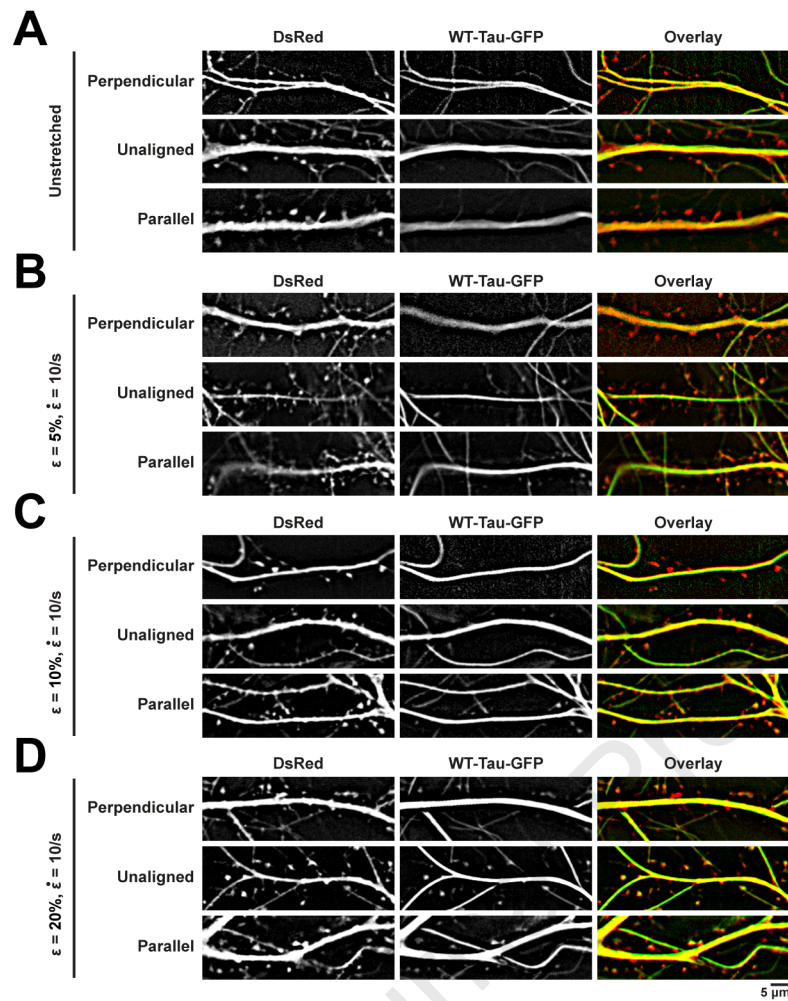 A
DsRed WT-Tau-GFP Overlay
Unstretched
Perpendicular
Unaligned
Parallel
B
DsRed WT-Tau-GFP Overlay
ε = 5%, ε̇ = 10/s
Perpendicular
Unaligned
Parallel
C
DsRed WT-Tau-GFP Overlay
ε = 10%, ε̇ = 10/s
Perpendicular
Unaligned
Parallel
D
DsRed WT-Tau-GFP Overlay
ε = 20%, ε̇ = 10/s
Perpendicular
Unaligned
Parallel
5 µm